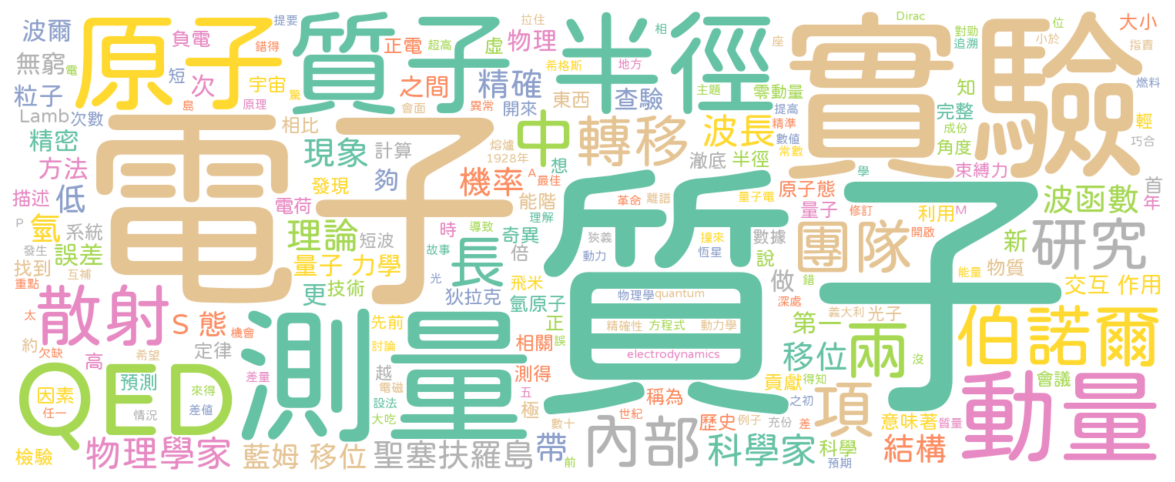 波爾
原子
提要
質子
拉住
半徑
相
實驗
Dirac
位
大小
負電
錯得
正電
超高
虛
物理
希格斯
地方
座
對勁
追溯
小於
指責
無窮
電
短
次
宇宙
之間
精確
東西
查驗
主題
零動量
知
燃料
粒子
島
原理
量
會面
異常
開來
提高
完整
Lamb
次數
電子
相比
熔爐
中
轉移
波長
精準
數值
成份
輕
精密
現象
計算
1928年
夠
A
最佳
想
澈底
半徑
常數
角度
巧合
方法
機率
學
束縛力
描述
低
發現
能階
質子
革命
離譜
量子電
原子態
首
年
P
氫
系統
電荷
時
導致
理解
奇異
量子
修訂
利用
M
波函數
發生
誤差
理論
短波
長
故事
倍
狹義
撞來
數據
團隊
開啟
新
研究
找到
互補
量子 力學
光
氫原子
動力
恆星
說
錯
能量
物質
重點
更
技術
狄拉克
飛米
物理學
quantum
做
深處
交互 作用
太
散射
S 態
機會
測量
先前
正
誤
精確性
方程式
動力學
義大利
光子
第一
兩
伯諾爾
約
欠缺
希望
定律
討論
相關
electrodynamics
移位
沒
高
QED
因素
預測
來得
差量
越
電磁
測得
貢獻
得知
會議
動量
任一
情況
差值
設法
大吃
極
五
稱為
世紀
歷史
例子
之初
充份
差
項
意味著
質量
檢驗
物理學家
藍姆 移位
聖塞扶羅島
帶
前
數十
內部
科學家
科學
預期
結構